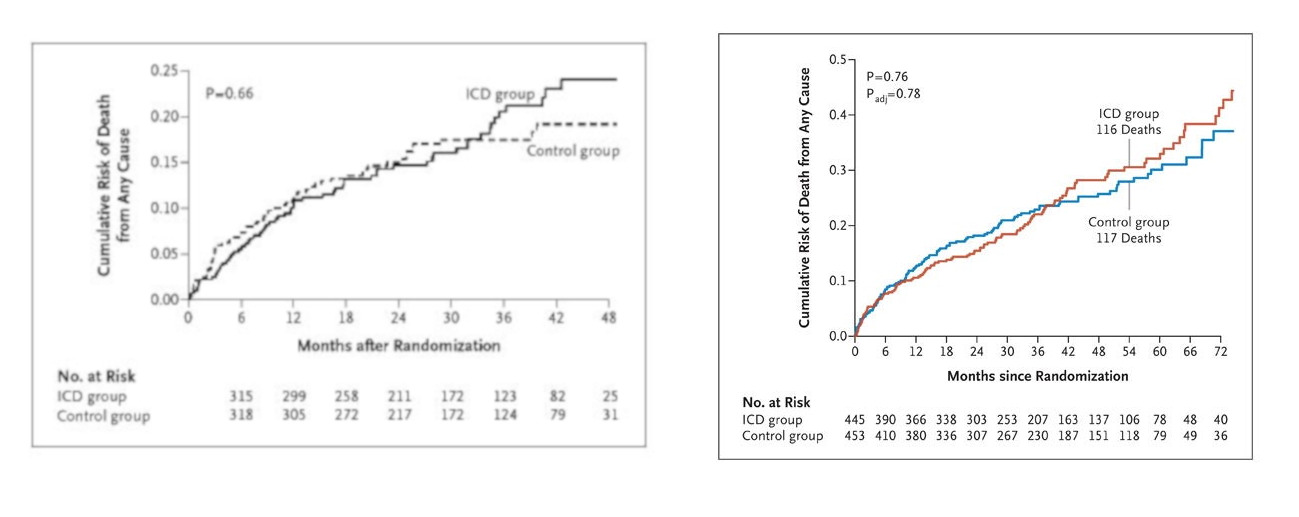 0.25
P=0.66
ICD group
0.20
Control group
0.15
0.10
0.05
0.00
Cumulative Risk of Death
from Any Cause
0 6 12 18 24 30 36 42 48
Months after Randomization
No. at Risk
ICD group 315 299 258 211 172 123 82 25
Control group 318 305 272 217 172 124 79 31
0.5
P=0.76
Padj=0.78
0.4
ICD group
116 Deaths
0.3
Control group
117 Deaths
0.2
0.1
0.0
Cumulative Risk of Death from Any Cause
0 6 12 18 24 30 36 42 48 54 60 66 72
Months since Randomization
No. at Risk
ICD group 445 390 366 338 303 253 207 163 137 106 78 48 40
Control group 453 410 380 336 307 267 230 187 151 118 79 49 36